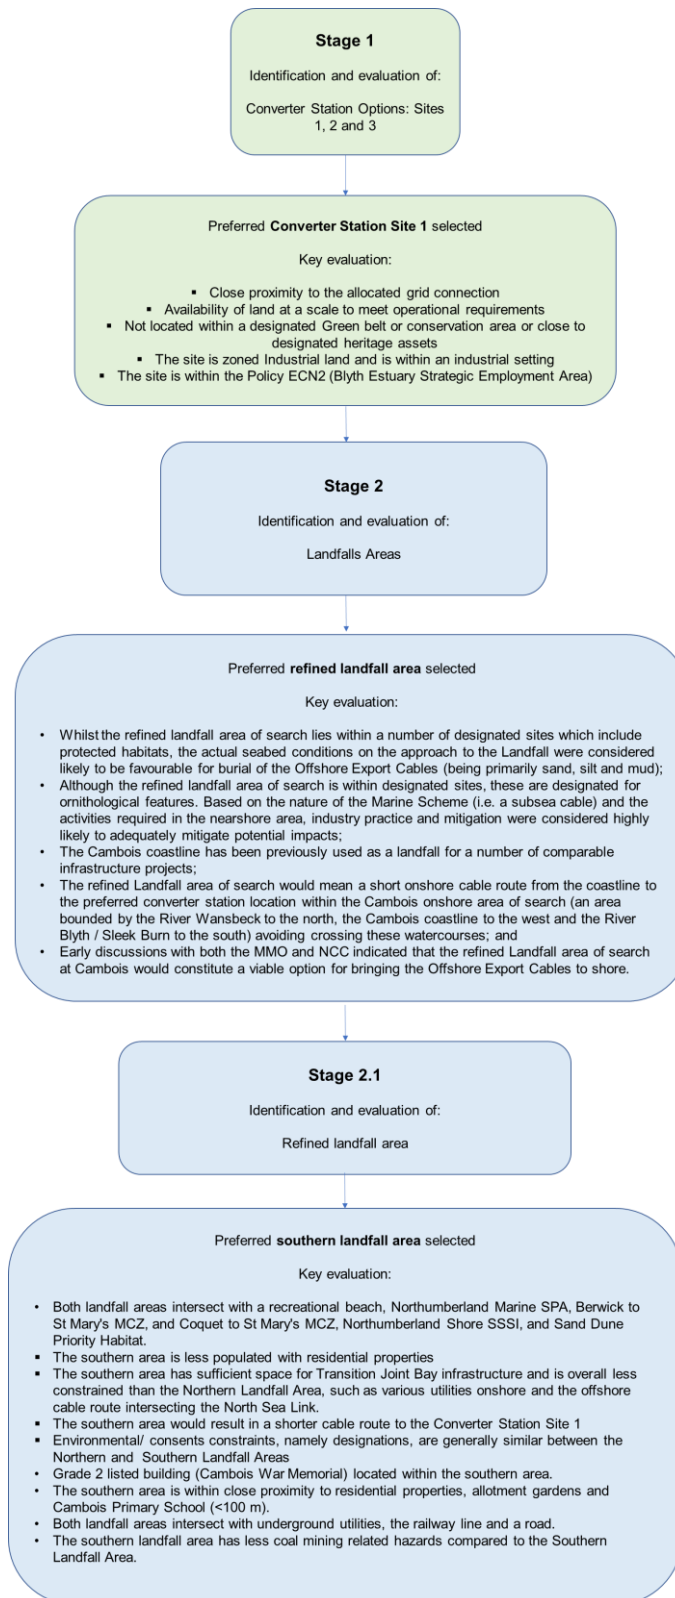 Stage 1
Identification and evaluation of:
Converter Station Options: Sites
1, 2 and 3
Preferred Converter Station Site 1 selected
Key evaluation:
▪ Close proximity to the allocated grid connection
▪ Availability of land at a scale to meet operational requirements
▪ Not located within a designated Green belt or conservation area or close to
designated heritage assets
▪ The site is zoned Industrial land and is within an industrial setting
▪ The site is within the Policy ECN2 (Blyth Estuary Strategic Employment Area)
Stage 2
Identification and evaluation of:
Landfalls Areas
Preferred refined landfall area selected
Key evaluation:
• Whilst the refined landfall area of search lies within a number of designated sites which include
protected habitats, the actual seabed conditions on the approach to the Landfall were considered
likely to be favourable for burial of the Offshore Export Cables (being primarily sand, silt and mud);
• Although the refined landfall area of search is within designated sites, these are designated for
ornithological features. Based on the nature of the Marine Scheme (i.e. a subsea cable) and the
activities required in the nearshore area, industry practice and mitigation were considered highly
likely to adequately mitigate potential impacts;
• The Cambois coastline has been previously used as a landfall for a number of comparable
infrastructure projects;
• The refined Landfall area of search would mean a short onshore cable route from the coastline to
the preferred converter station location within the Cambois onshore area of search (an area
bounded by the River Wansbeck to the north, the Cambois coastline to the west and the River
Blyth / Sleek Burn to the south) avoiding crossing these watercourses; and
• Early discussions with both the MMO and NCC indicated that the refined Landfall area of search
at Cambois would constitute a viable option for bringing the Offshore Export Cables to shore.
Stage 2.1
Identification and evaluation of:
Refined landfall area
Preferred southern landfall area selected
Key evaluation:
• Both landfall areas intersect with a recreational beach, Northumberland Marine SPA, Berwick to
St Mary's MCZ, and Coquet to St Mary's MCZ, Northumberland Shore SSSI, and Sand Dune
Priority Habitat.
▪ The southern area is less populated with residential properties
▪ The southern area has sufficient space for Transition Joint Bay infrastructure and is overall less
constrained than the Northern Landfall Area, such as various utilities onshore and the offshore
cable route intersecting the North Sea Link.
▪ The southern area would result in a shorter cable route to the Converter Station Site 1
▪ Environmental/ consents constraints, namely designations, are generally similar between the
Northern and Southern Landfall Areas
• Grade 2 listed building (Cambois War Memorial) located within the southern area.
• The southern area is within close proximity to residential properties, allotment gardens and
Cambois Primary School (<100 m).
• Both landfall areas intersect with underground utilities, the railway line and a road.
• The southern landfall area has less coal mining related hazards compared to the Southern
Landfall Area.